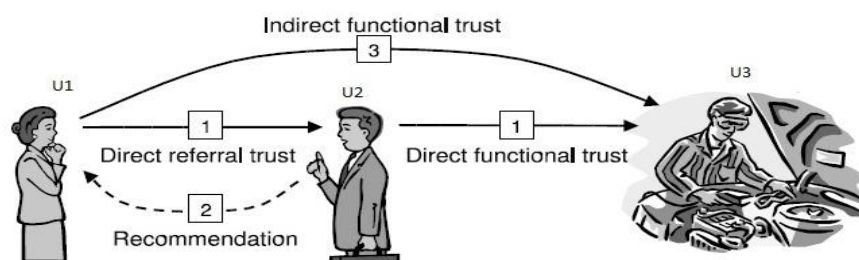 Indirect functional trust
3
U1
U2
U3
1
1
Direct referral trust
Direct functional trust
2
Recommendation